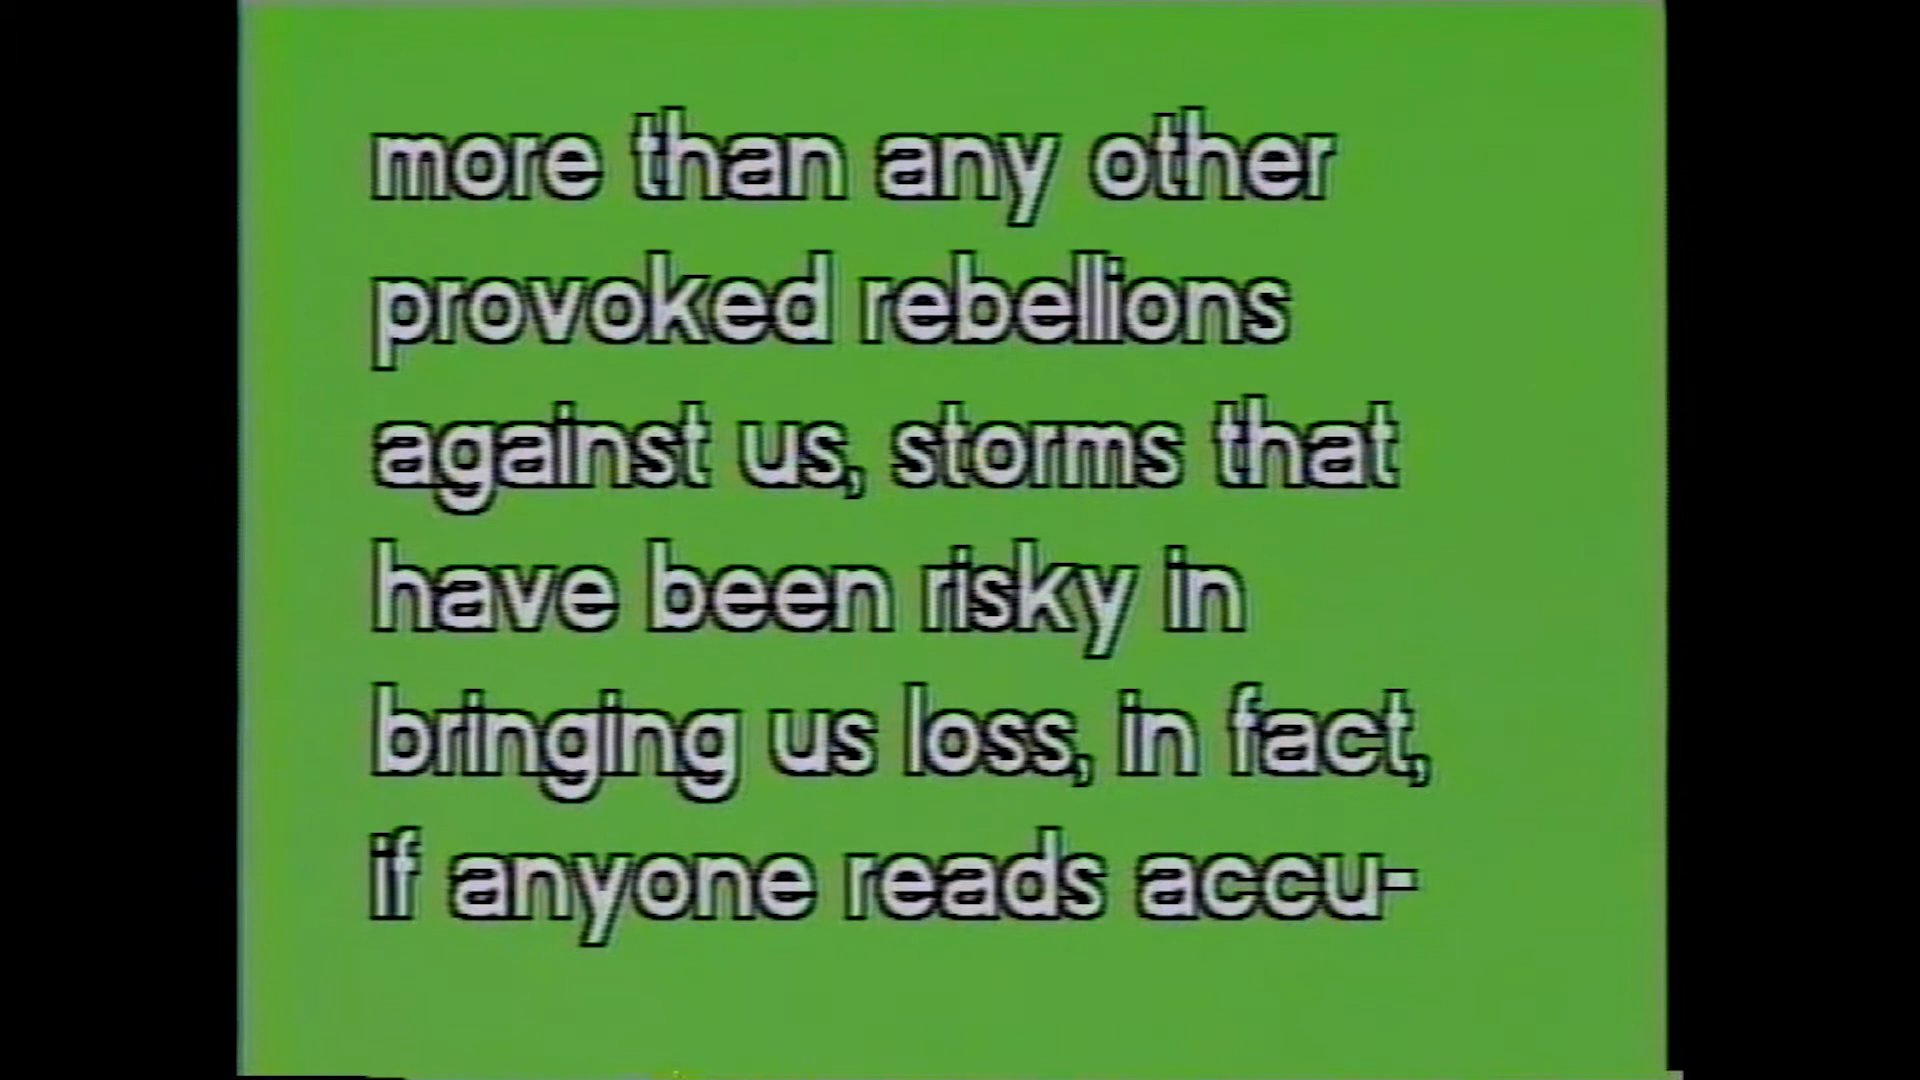 more than any other
provoked rebellions
against us, storms that
have been risky in
bringing us loss, in fact,
if anyone reads accu-